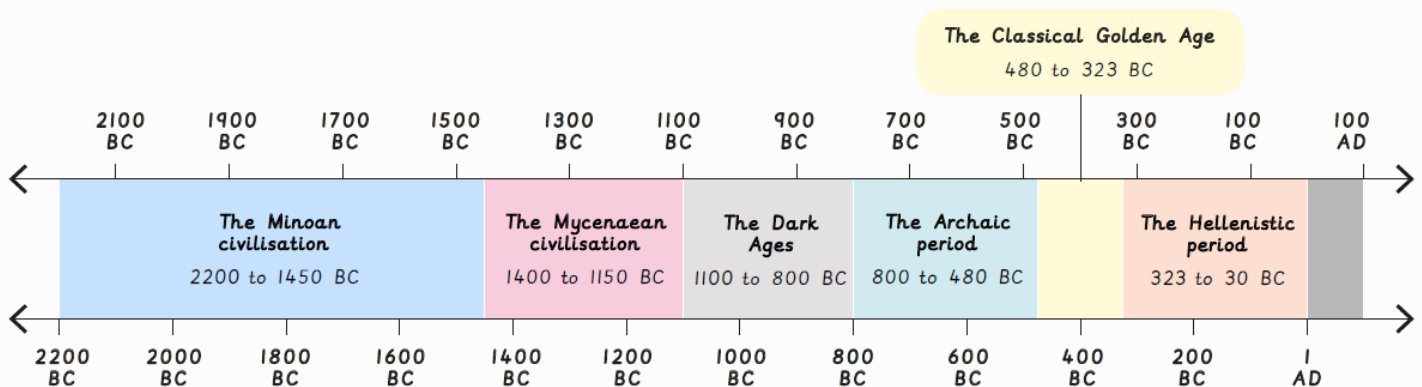 The Classical Golden Age
480 to 323 BC
2100 BC
1900 BC
1700 BC
1500 BC
1300 BC
1100 BC
900 BC
700 BC
500 BC
300 BC
100 BC
100 AD
The Minoan
civilisation
2200 to 1450 BC
The Mycenaean
civilisation
1400 to 1150 BC
The Dark
Ages
1100 to 800 BC
The Archaic
period
800 to 480 BC
The Hellenistic
period
323 to 30 BC
2200 BC
2000 BC
1800 BC
1600 BC
1400 BC
1200 BC
1000 BC
800 BC
600 BC
400 BC
200 BC
1 AD